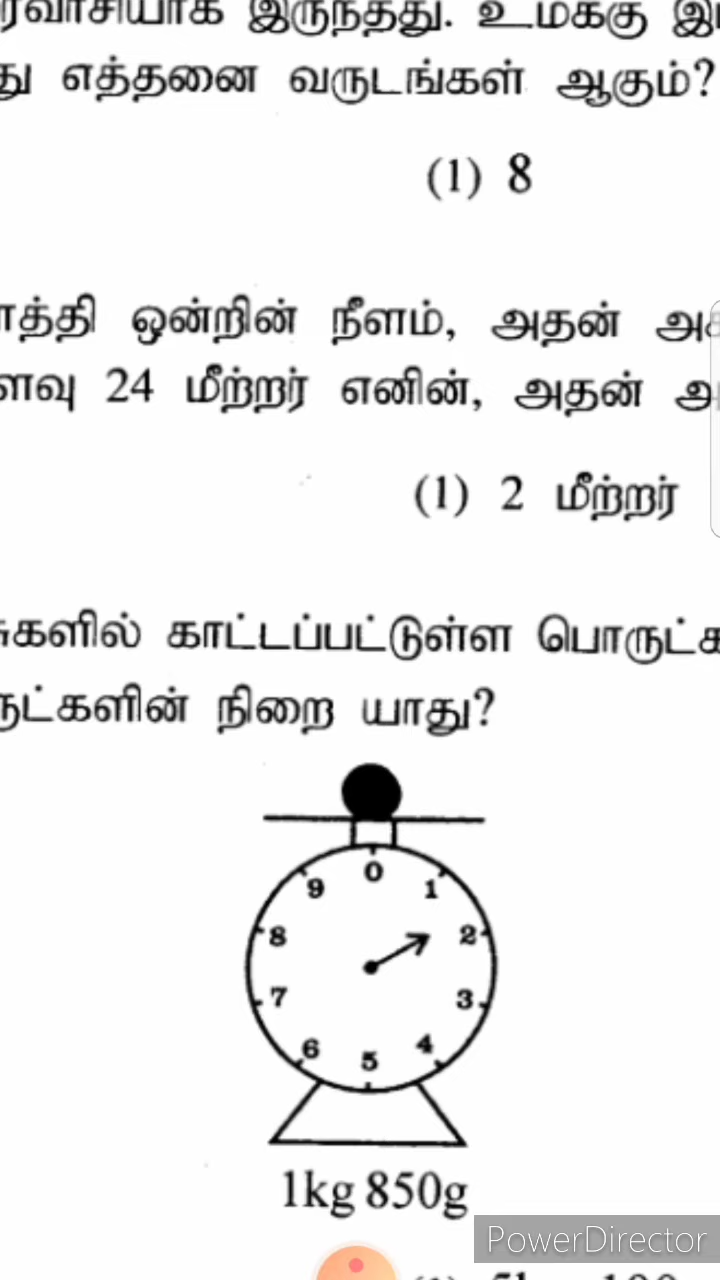 இருந்தது. உமக்கு
எத்தனை வருடங்கள் ஆகும்?
(1) 8
ஒன்றின் நீளம், அதன்
24 மீற்றர் எனின், அதன்
(1) 2 மீற்றர்
காட்டப்பட்டுள்ள
நிறை யாது?
0
9 1
8 2
7 3
6 4
5
1kg 850g
PowerDirector